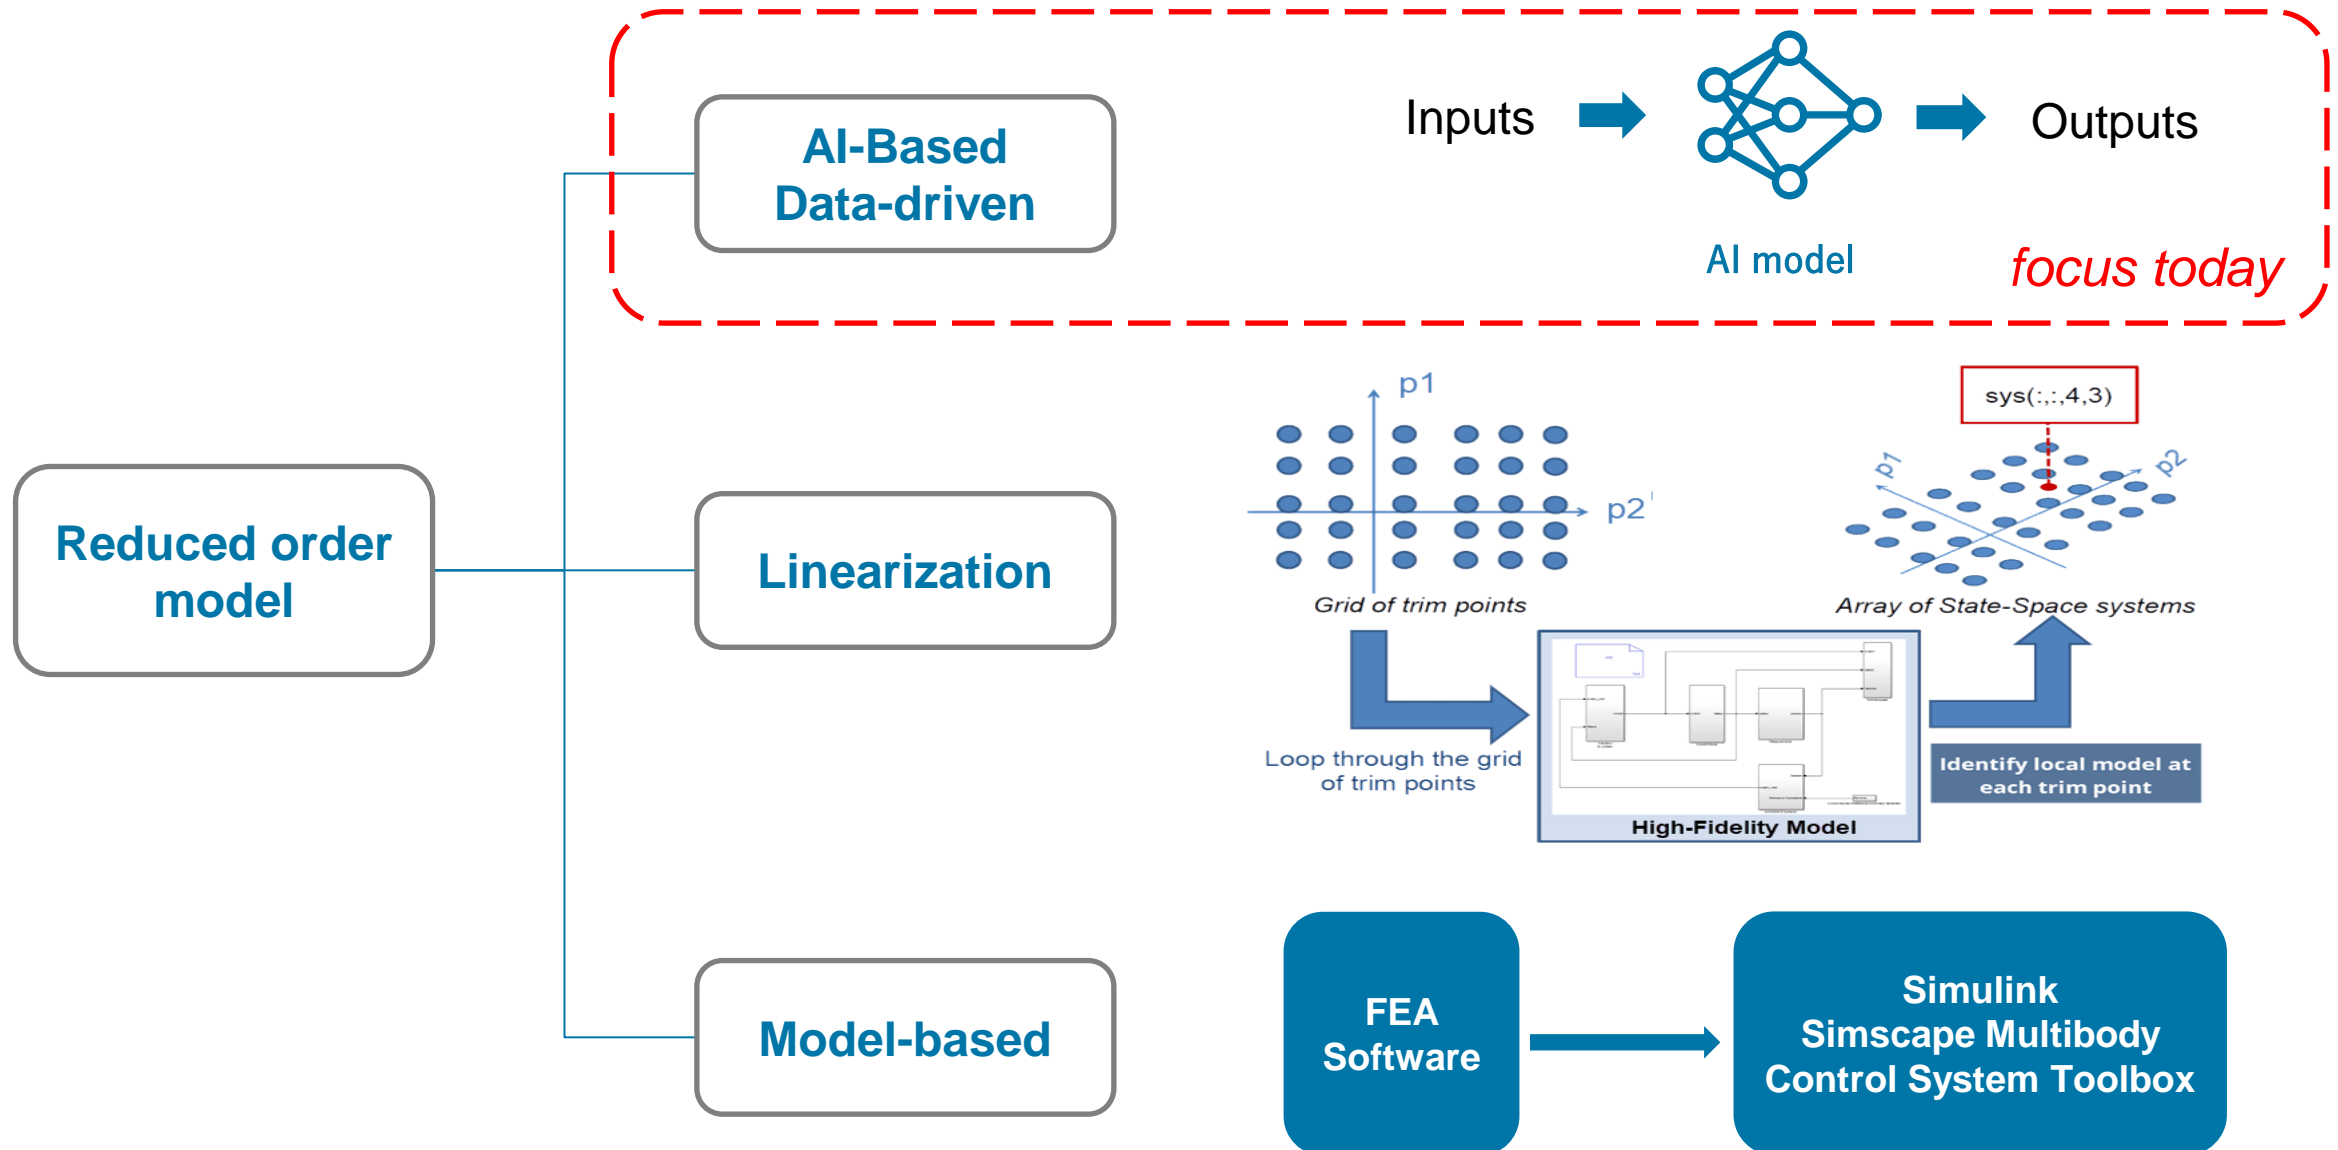 AI-Based
Data-driven
Inputs
Outputs
AI model
focus today
Reduced order
model
Linearization
p1
p2
Grid of trim points
sys(:,:,4,3)
p1
p2
Array of State-Space systems
Loop through the grid
of trim points
High-Fidelity Model
Identify local model at
each trim point
Model-based
FEA
Software
Simulink
Simscape Multibody
Control System Toolbox